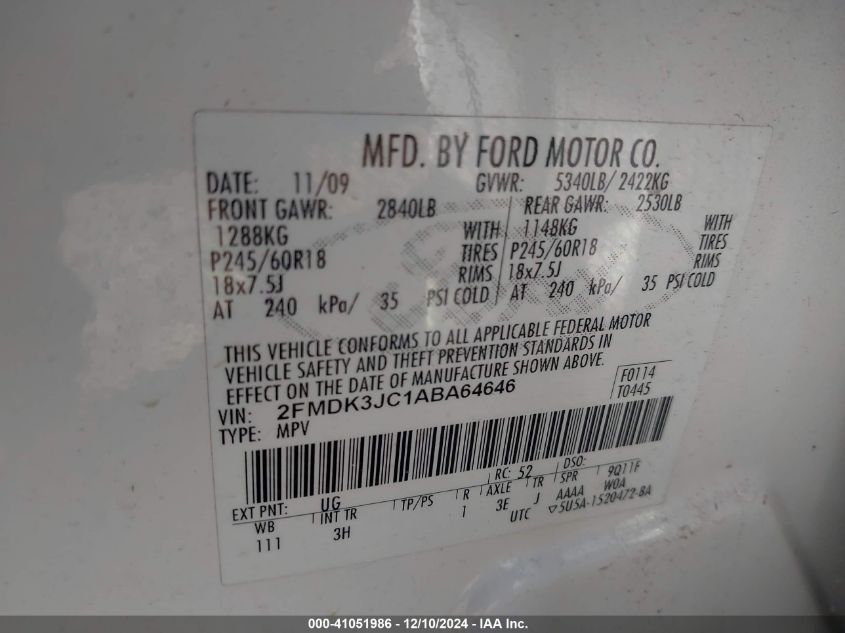 MFD. BY FORD MOTOR CO.
DATE: 11/09 GVWR: 5340LB/ 2422KG
FRONT GAWR: 2840LB REAR GAWR: 2530LB
1288KG WITH 1148KG WITH
P245/60R18 TIRES P245/60R18 TIRES
18x7.5J RIMS 18x7.5J RIMS
AT 240 kPa/ 35 PSI COLD AT 240 kPa/ 35 PSI COLD
THIS VEHICLE CONFORMS TO ALL APPLICABLE FEDERAL MOTOR
VEHICLE SAFETY AND THEFT PREVENTION STANDARDS IN
EFFECT ON THE DATE OF MANUFACTURE SHOWN ABOVE.
VIN: 2FMDK3JC1ABA64646 F0114
TYPE: MPV T0445
EXT PNT: UG RC: 52 DSO: 9Q11F
WB INT TR TP/PS R AXLE TR SPR W0A
111 3H 1 3E J AAAA
UTC ▽5U5A-1520472-BA
000-41051986 - 12/10/2024 - IAA Inc.